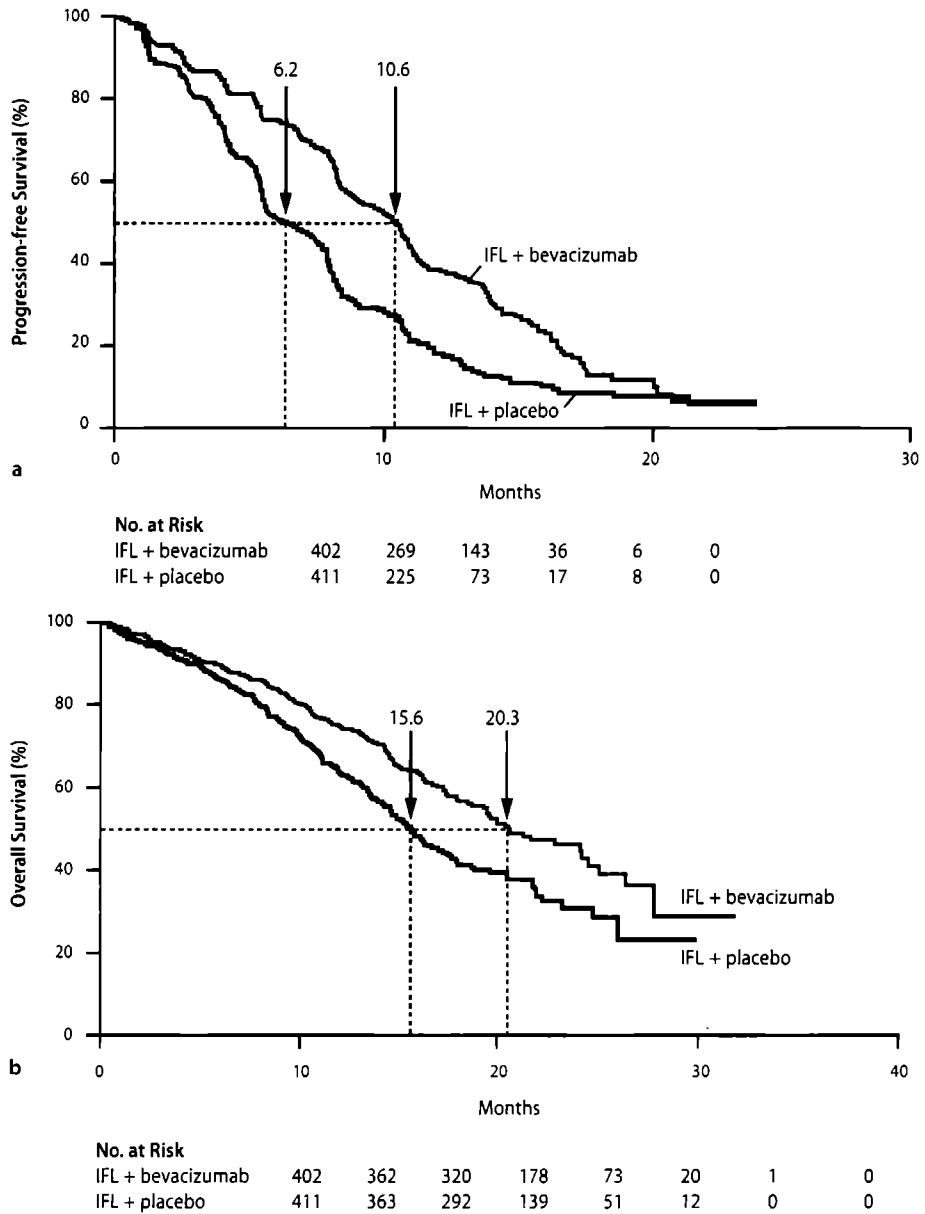 100
80
60
40
20
0
Progression-free Survival (%)
6.2 10.6
IFL + bevacizumab
IFL + placebo
0 10 20 30
a
Months
No. at Risk
IFL + bevacizumab 402 269 143 36 6 0
IFL + placebo 411 225 73 17 8 0
100
80
60
40
20
0
Overall Survival (%)
15.6 20.3
IFL + bevacizumab
IFL + placebo
b
0 10 20 30 40
Months
No. at Risk
IFL + bevacizumab 402 362 320 178 73 20 1 0
IFL + placebo 411 363 292 139 51 12 0 0